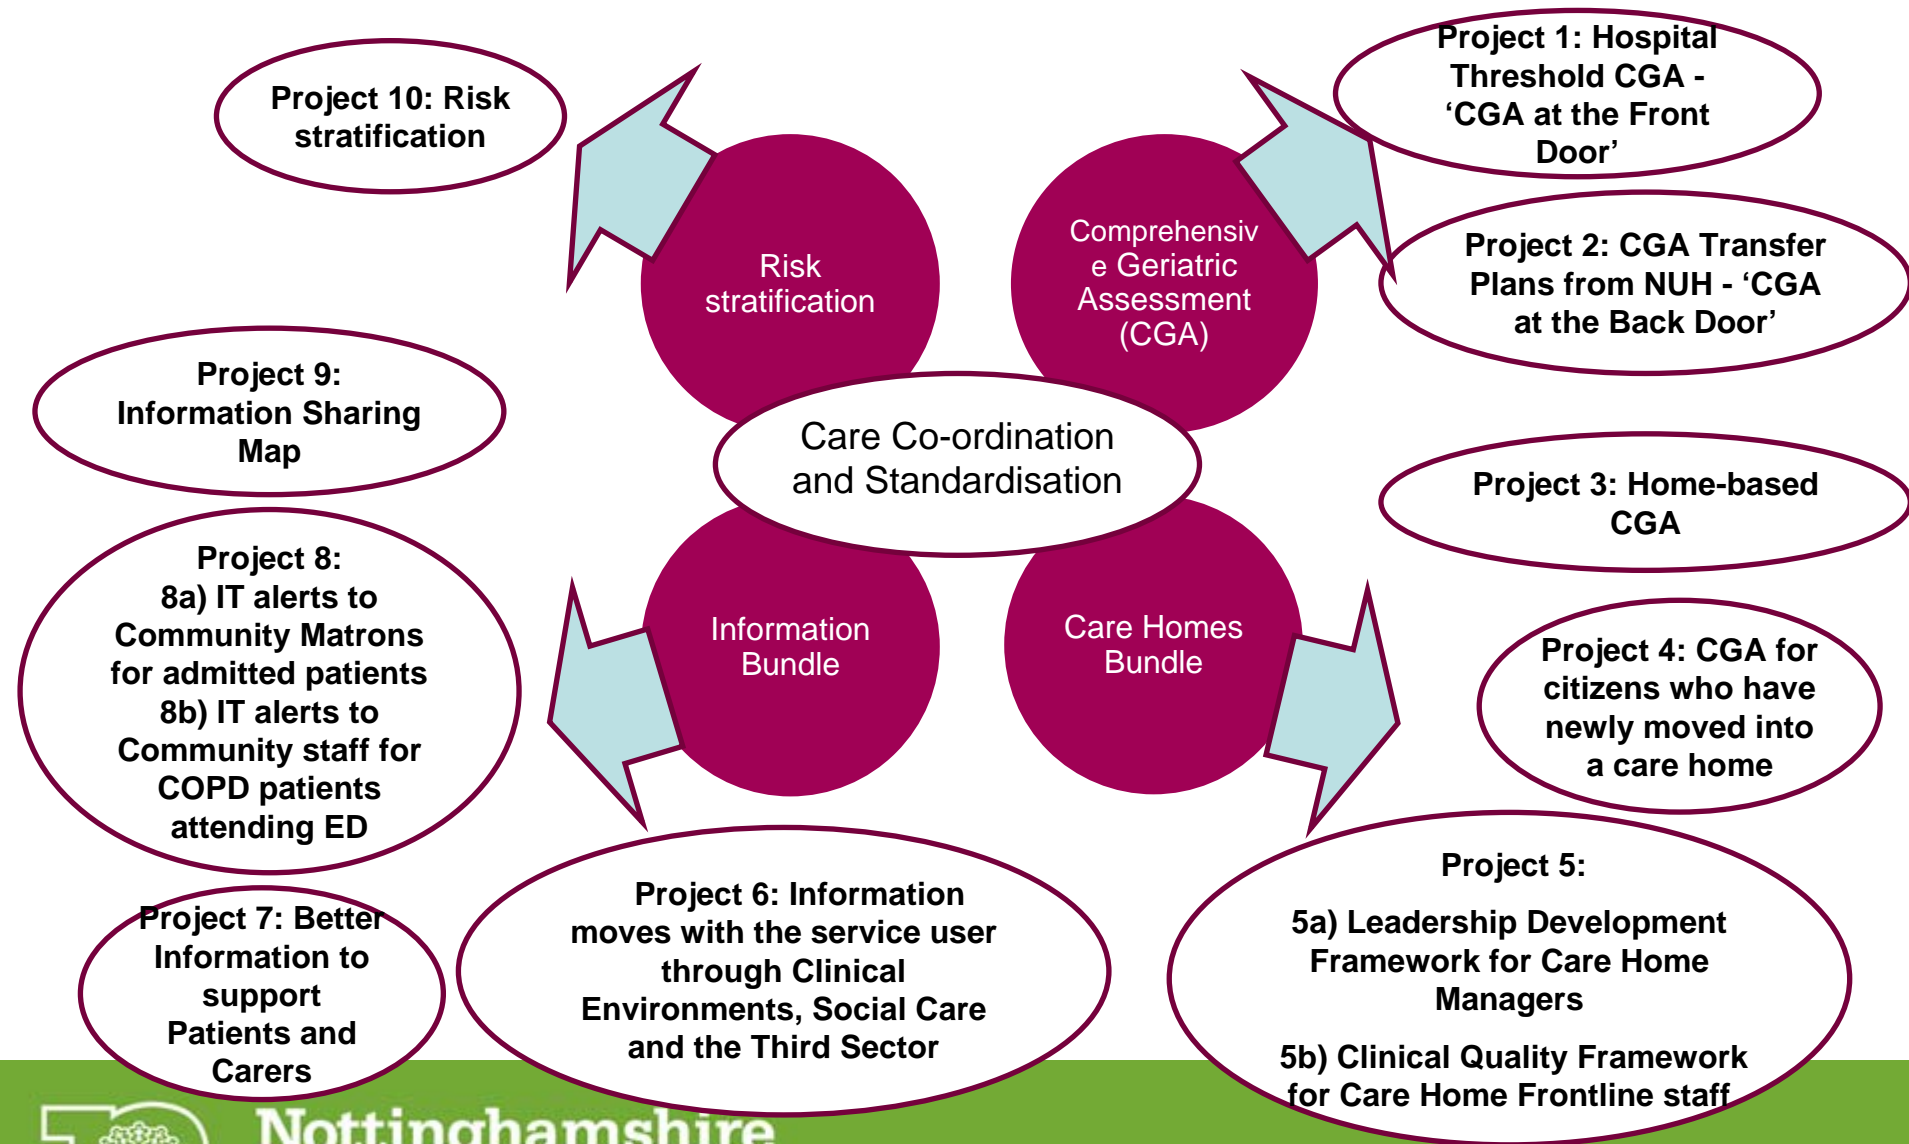 Project 1: Hospital
Threshold CGA -
‘CGA at the Front
Door’
Project 10: Risk
stratification
Comprehensiv
e Geriatric
Assessment
(CGA)
Risk
stratification
Project 2: CGA Transfer
Plans from NUH - ‘CGA
at the Back Door’
Project 9:
Information Sharing
Map
Care Co-ordination
and Standardisation
Project 3: Home-based
CGA
Project 8:
8a) IT alerts to
Community Matrons
for admitted patients
8b) IT alerts to
Community staff for
COPD patients
attending ED
Information
Bundle
Care Homes
Bundle
Project 4: CGA for
citizens who have
newly moved into
a care home
Project 7: Better
Information to
support
Patients and
Carers
Project 6: Information
moves with the service user
through Clinical
Environments, Social Care
and the Third Sector
Project 5:
5a) Leadership Development
Framework for Care Home
Managers
5b) Clinical Quality Framework
for Care Home Frontline staff
Nottinghamshire